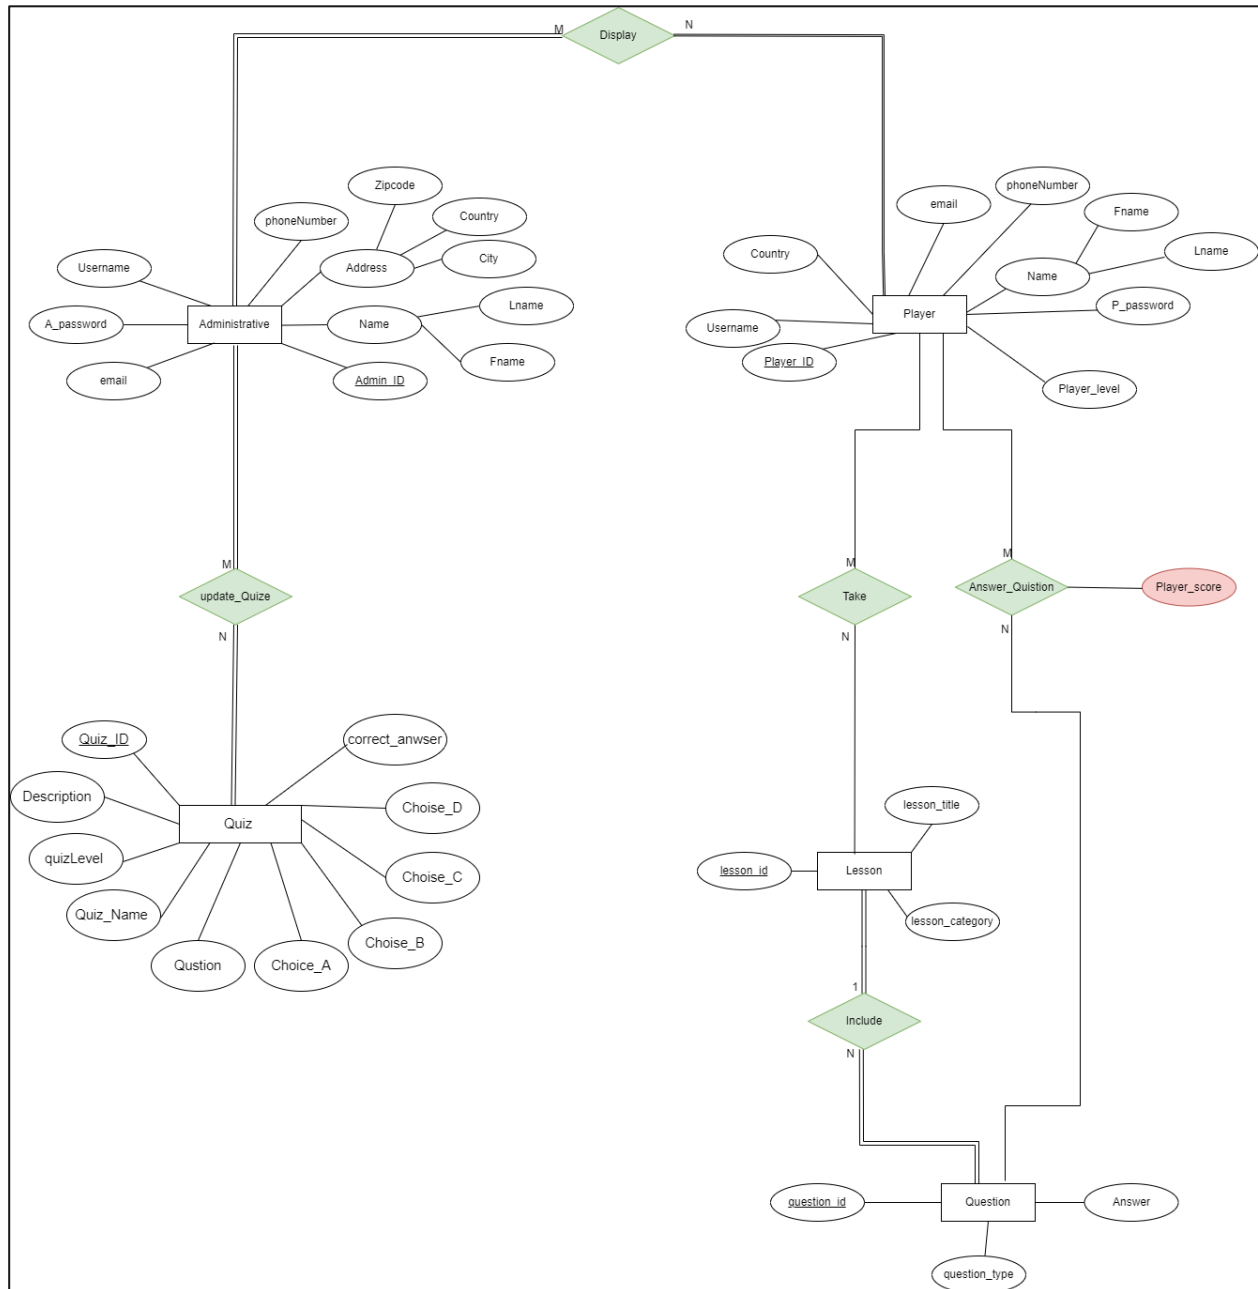 M
Display
N
Zipcode
phoneNumber
Country
Username
Address
City
A_password
Administrative
Name
Lname
email
Admin_ID
Fname
email
phoneNumber
Fname
Country
Name
Lname
Username
Player
P_password
Player_ID
Player_level
M
update_Quize
N
M
Take
N
M
Answer_Quistion
Player_score
N
Quiz_ID
correct_anwser
Description
Choise_D
Quiz
quizLevel
Choise_C
Quiz_Name
Choise_B
Qustion
Choice_A
lesson_title
lesson_id
Lesson
lesson_category
1
Include
N
question_id
Question
Answer
question_type